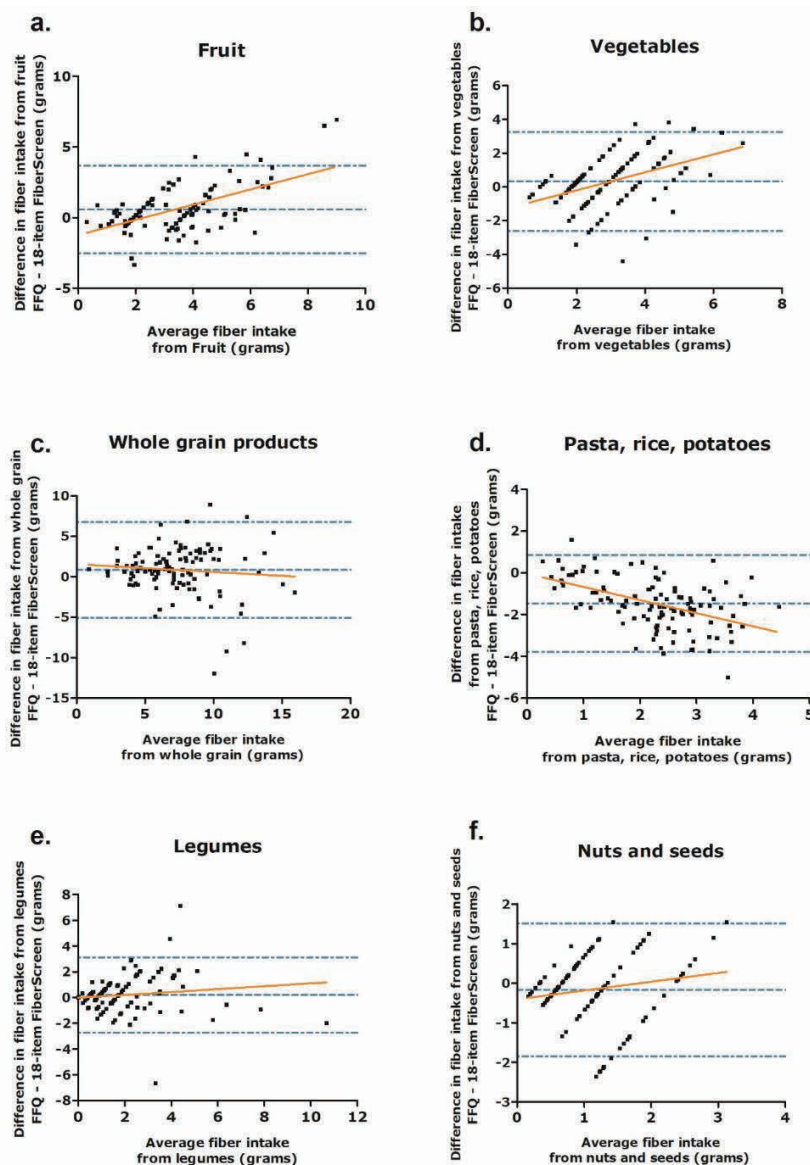 a.
Fruit
Difference in fiber intake from fruit
FFQ - 18-item FiberScreen (grams)
10
5
0
-5
0 2 4 6 8 10
Average fiber intake
from Fruit (grams)
b.
Vegetables
Difference in fiber intake from vegetables
FFQ - 18-item FiberScreen (grams)
6
4
2
0
-2
-4
-6
0 2 4 6 8
Average fiber intake
from vegetables (grams)
c.
Whole grain products
Difference in fiber intake from whole grain
FFQ - 18-item FiberScreen (grams)
10
5
0
-5
-10
-15
0 5 10 15 20
Average fiber intake
from whole grain (grams)
d.
Pasta, rice, potatoes
Difference in fiber intake
from pasta, rice, potatoes
FFQ - 18-item FiberScreen (grams)
4
2
0
-2
-4
-6
0 1 2 3 4 5
Average fiber intake
from pasta, rice, potatoes (grams)
e.
Legumes
Difference in fiber intake from legumes
FFQ - 18-item FiberScreen (grams)
8
6
4
2
0
-2
-4
-6
-8
0 2 4 6 8 10 12
Average fiber intake
from legumes (grams)
f.
Nuts and seeds
Difference in fiber intake from nuts and seeds
FFQ - 18-item FiberScreen (grams)
2
1
0
-1
-2
-3
0 1 2 3 4
Average fiber intake
from nuts and seeds (grams)